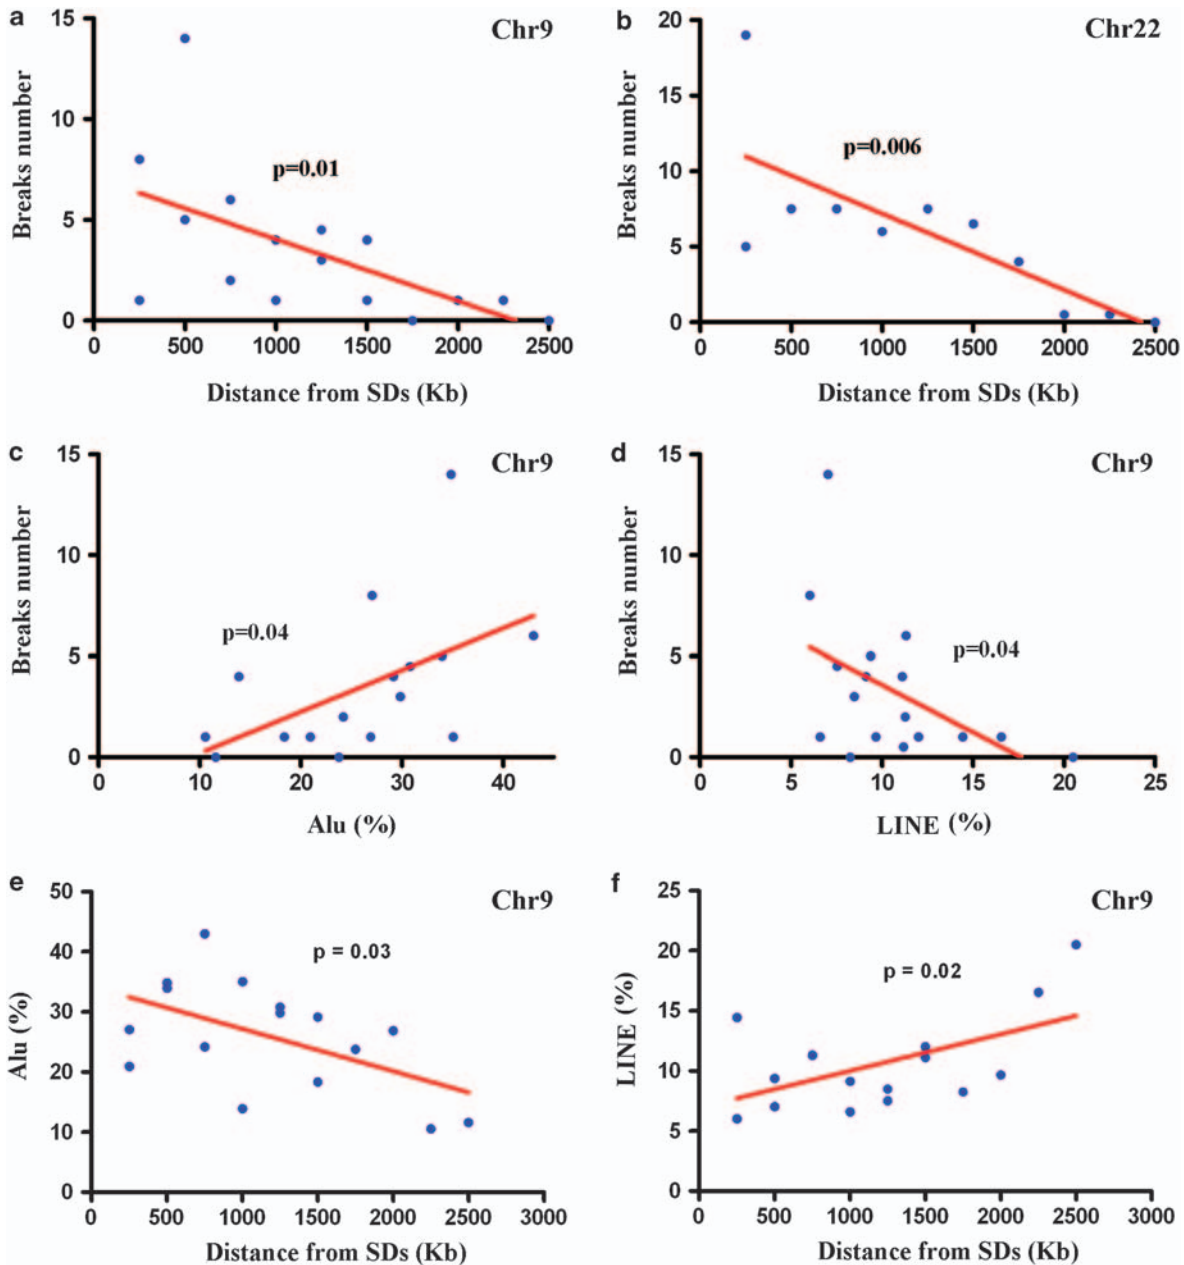 a
Chr9
15
10
5
0
Breaks number
p=0.01
0 500 1000 1500 2000 2500
Distance from SDs (Kb)
b
Chr22
20
15
10
5
0
Breaks number
p=0.006
0 500 1000 1500 2000 2500
Distance from SDs (Kb)
c
Chr9
15
10
5
0
Breaks number
p=0.04
0 10 20 30 40
Alu (%)
d
Chr9
15
10
5
0
Breaks number
p=0.04
0 5 10 15 20 25
LINE (%)
e
Chr9
50
40
30
20
10
0
Alu (%)
p = 0.03
0 500 1000 1500 2000 2500 3000
Distance from SDs (Kb)
f
Chr9
25
20
15
10
5
0
LINE (%)
p = 0.02
0 500 1000 1500 2000 2500 3000
Distance from SDs (Kb)